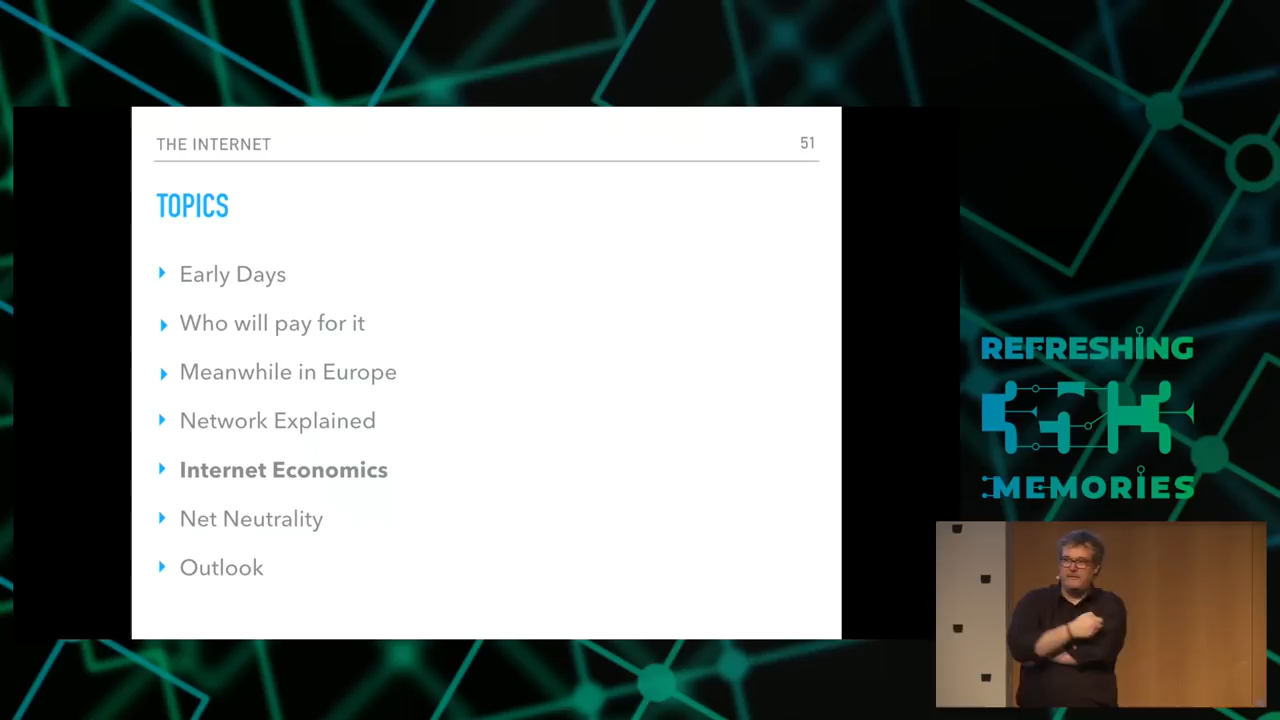 THE INTERNET
51
TOPICS
Early Days
Who will pay for it
Meanwhile in Europe
Network Explained
Internet Economics
Net Neutrality
Outlook
REFRESHING
35C3
MEMORIES